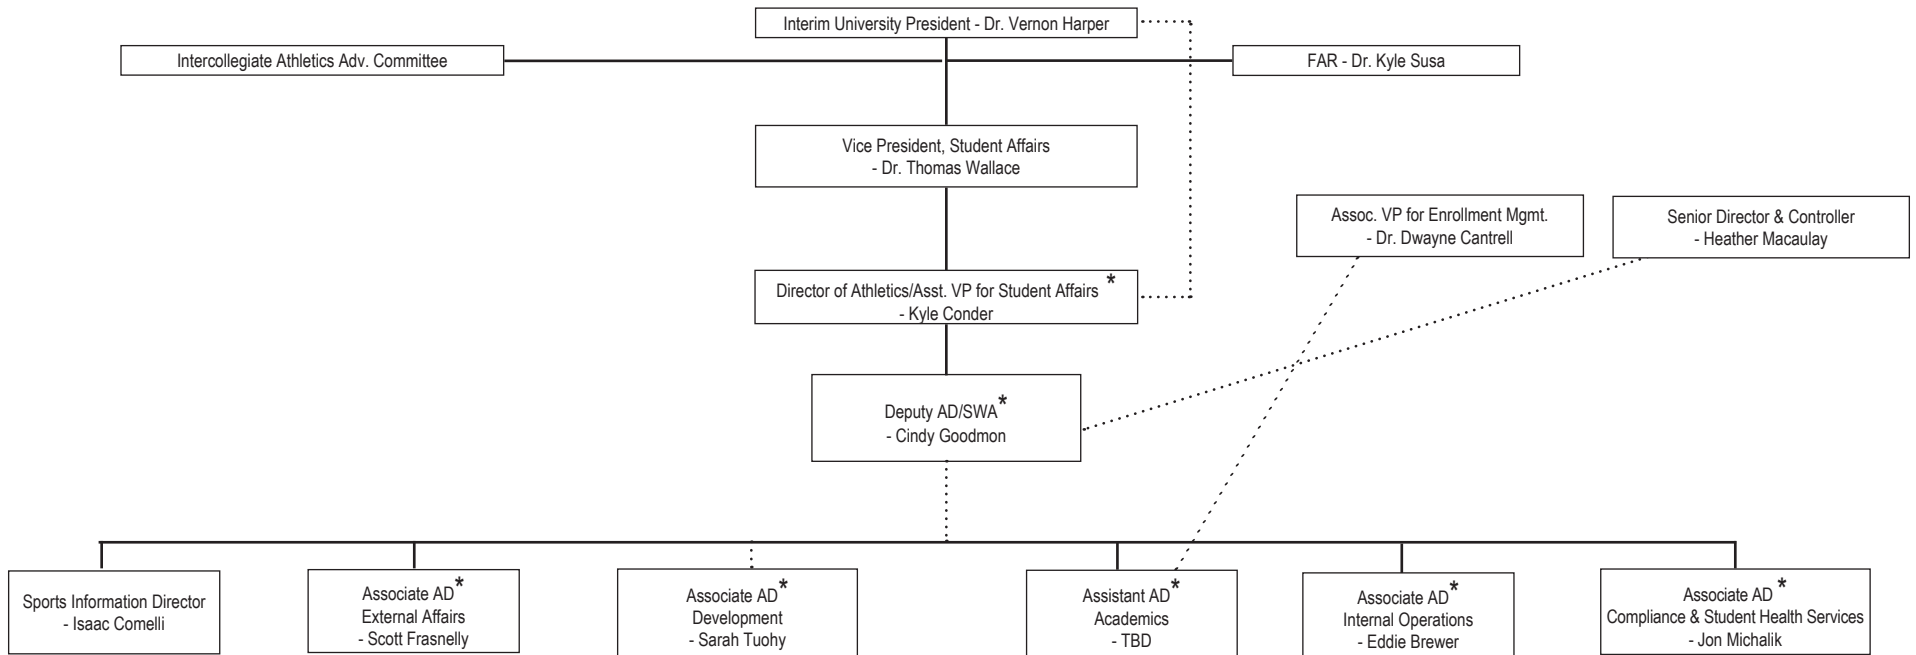 Interim University President - Dr. Vernon Harper
Intercollegiate Athletics Adv. Committee
FAR - Dr. Kyle Susa
Vice President, Student Affairs
- Dr. Thomas Wallace
Assoc. VP for Enrollment Mgmt.
- Dr. Dwayne Cantrell
Senior Director & Controller
- Heather Macaulay
Director of Athletics/Asst. VP for Student Affairs *
- Kyle Conder
Deputy AD/SWA *
- Cindy Goodmon
Sports Information Director
- Isaac Comelli
Associate AD *
External Affairs
- Scott Frasnelly
Associate AD *
Development
- Sarah Tuohy
Assistant AD *
Academics
- TBD
Associate AD *
Internal Operations
- Eddie Brewer
Associate AD *
Compliance & Student Health Services
- Jon Michalik